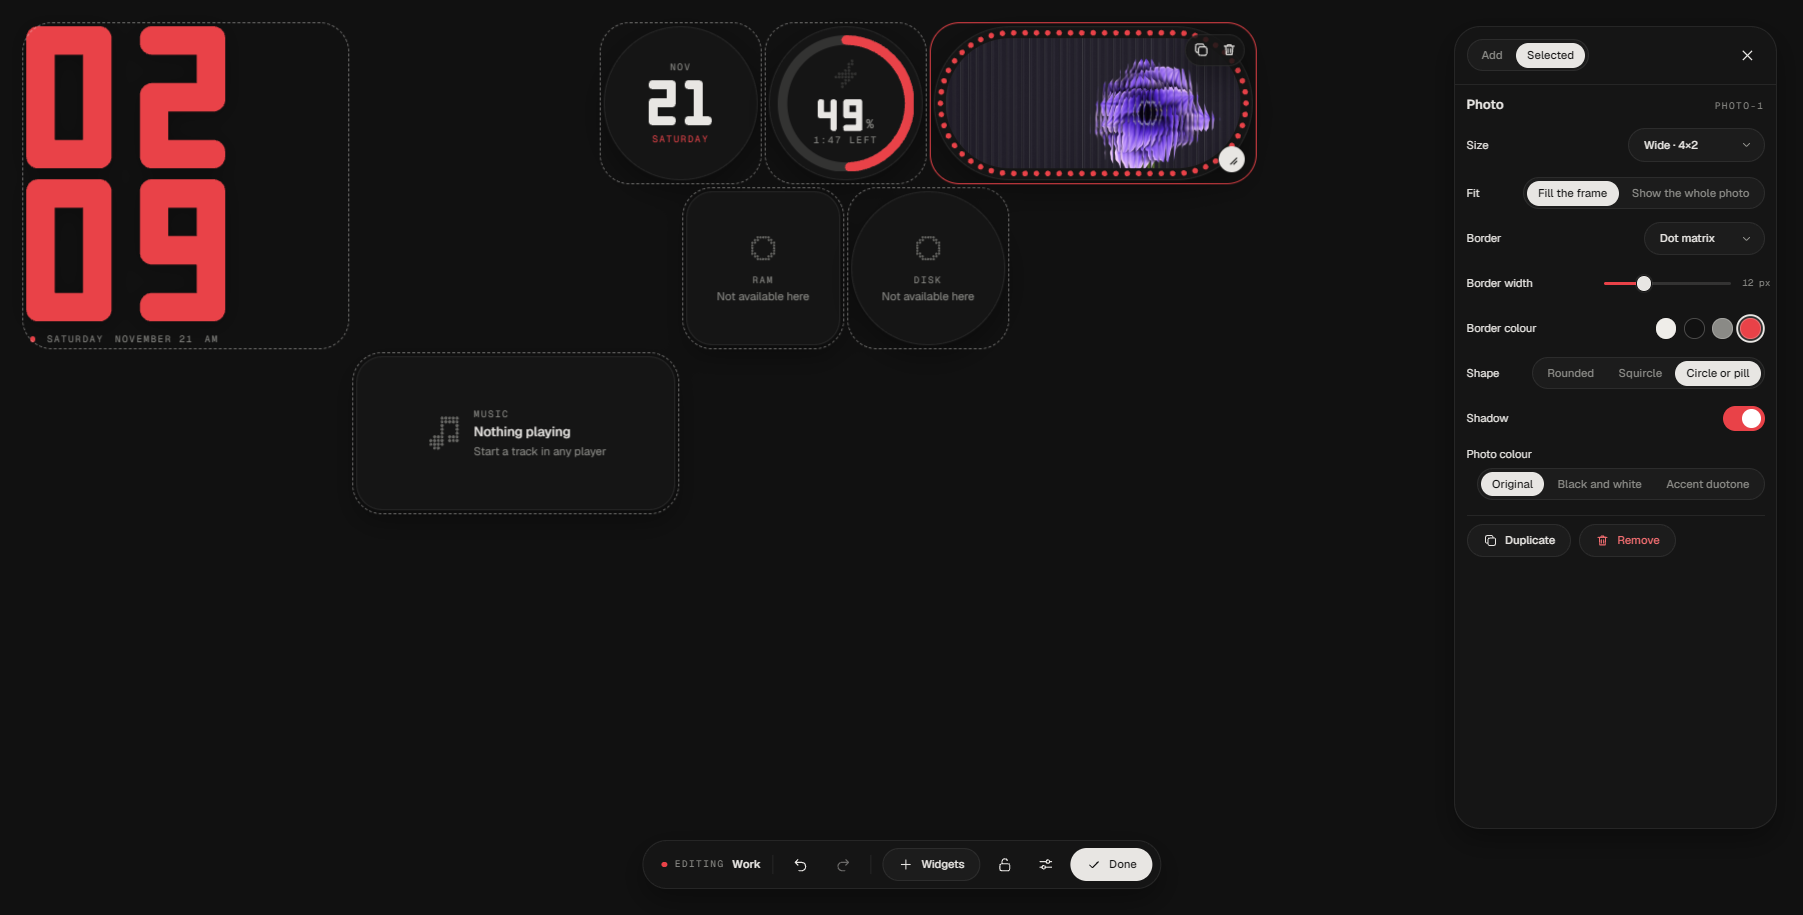 02
09
SATURDAY NOVEMBER 21 AM
NOV
21
SATURDAY
49%
1:47 LEFT
RAM
Not available here
DISK
Not available here
MUSIC
Nothing playing
Start a track in any player
Add Selected
Photo PHOTO-1
Size Wide · 4×2
Fit Fill the frame Show the whole photo
Border Dot matrix
Border width 12 px
Border colour
Shape Rounded Squircle Circle or pill
Shadow
Photo colour
Original Black and white Accent duotone
Duplicate Remove
EDITING Work Widgets Done